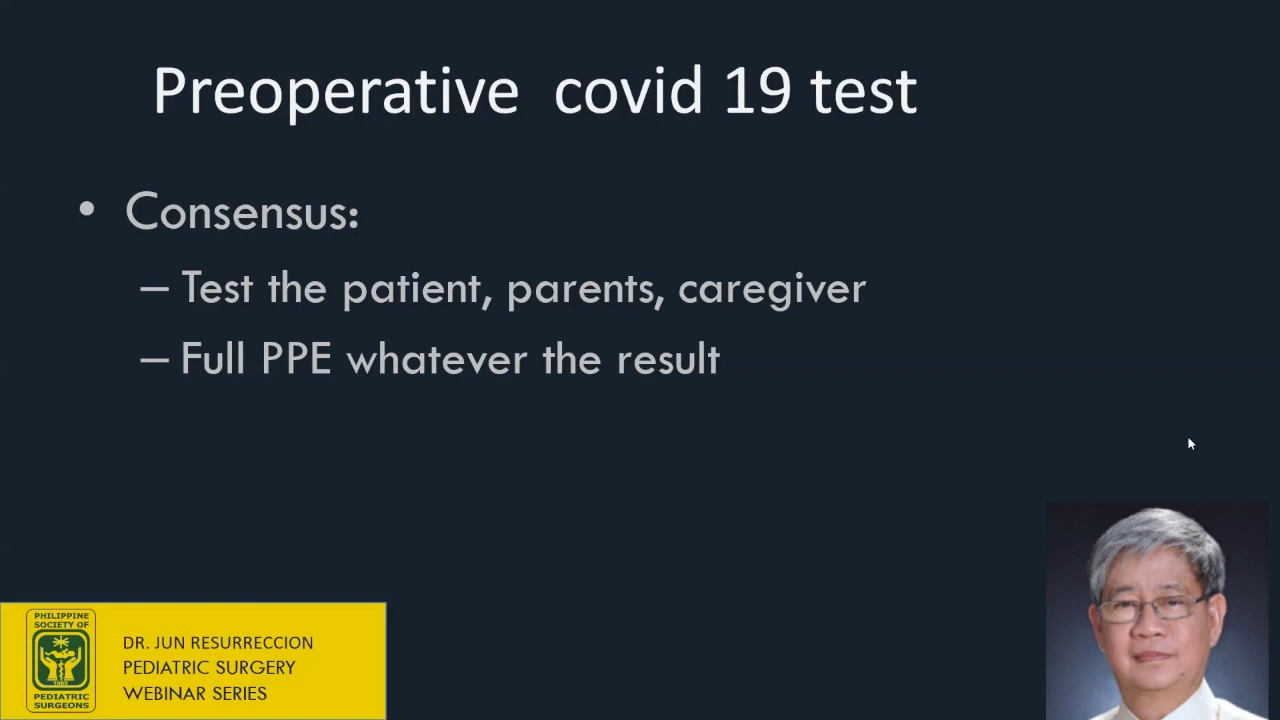 Preoperative covid 19 test
• Consensus:
– Test the patient, parents, caregiver
– Full PPE whatever the result
PHILIPPINE
SOCIETY OF
1965
PEDIATRIC
SURGEONS
DR. JUN RESURRECCION
PEDIATRIC SURGERY
WEBINAR SERIES